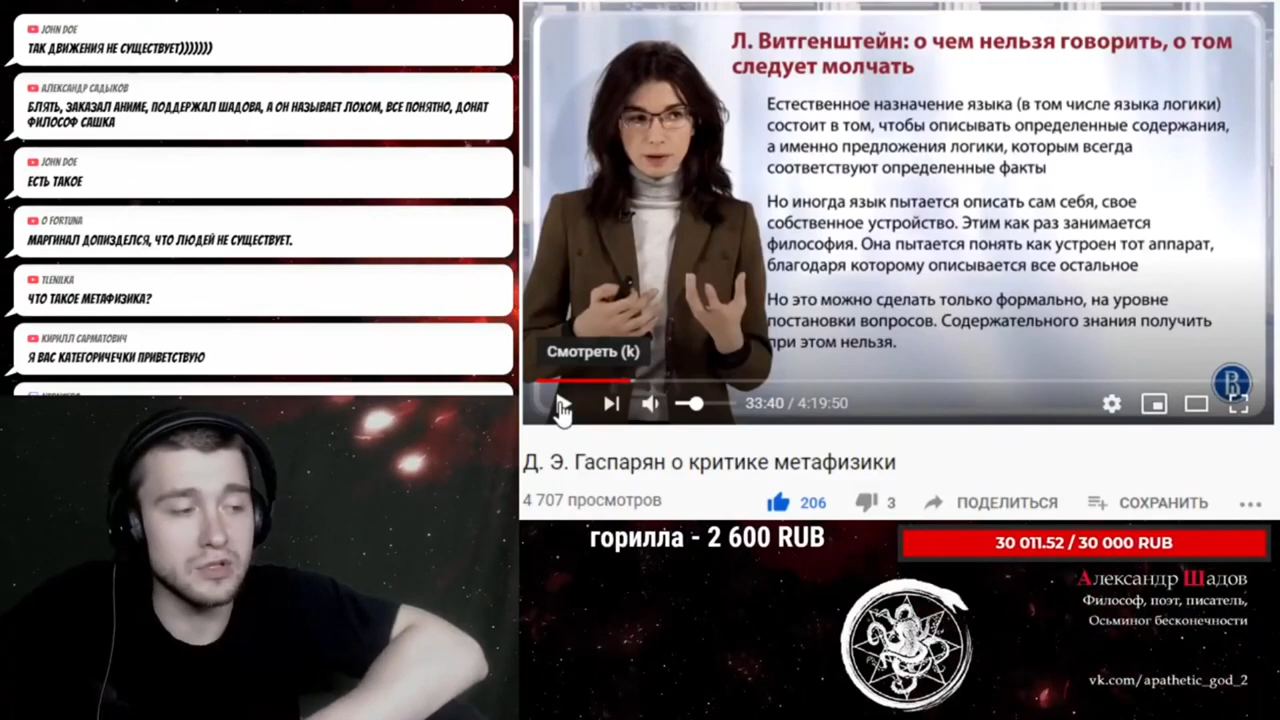 JOHN DOE
ТАК ДВИЖЕНИЯ НЕ СУЩЕСТВУЕТ)))))))
АЛЕКСАНДР САДЫКОВ
БЛЯТЬ, ЗАКАЗАЛ АНИМЕ, ПОДДЕРЖАЛ ШАДОВА, А ОН НАЗЫВАЕТ ЛОХОМ, ВСЕ ПОНЯТНО, ДОНАТ
ФИЛОСОФ САШКА
JOHN DOE
ЕСТЬ ТАКОЕ
O FORTUNA
МАРГИНАЛ ДОПИЗДЕЛСЯ, ЧТО ЛЮДЕЙ НЕ СУЩЕСТВУЕТ.
TLENILKA
ЧТО ТАКОЕ МЕТАФИЗИКА?
КИРИЛЛ САРМАТОВИЧ
Я ВАС КАТЕГОРИЧЕЧКИ ПРИВЕТСТВУЮ
Л. Витгенштейн: о чем нельзя говорить, о том
следует молчать
Естественное назначение языка (в том числе языка логики)
состоит в том, чтобы описывать определенные содержания,
а именно предложения логики, которым всегда
соответствуют определенные факты
Но иногда язык пытается описать сам себя, свое
собственное устройство. Этим как раз занимается
философия. Она пытается понять как устроен тот аппарат,
благодаря которому описывается все остальное
Но это можно сделать только формально, на уровне
постановки вопросов. Содержательного знания получить
при этом нельзя.
Смотреть (k)
33:40 / 4:19:50
Д. Э. Гаспарян о критике метафизики
4 707 просмотров
206
3
ПОДЕЛИТЬСЯ
СОХРАНИТЬ
горилла - 2 600 RUB
30 011.52 / 30 000 RUB
Александр Шадов
Философ, поэт, писатель,
Осьминог бесконечности
vk.com/apathetic_god_2